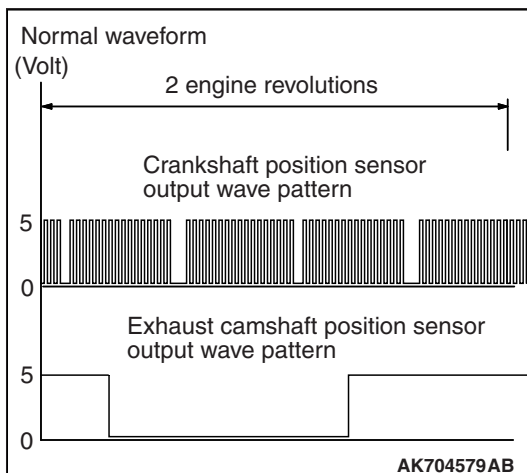 Normal waveform
(Volt)
2 engine revolutions
Crankshaft position sensor
output wave pattern
5
0
Exhaust camshaft position sensor
output wave pattern
5
0
AK704579AB